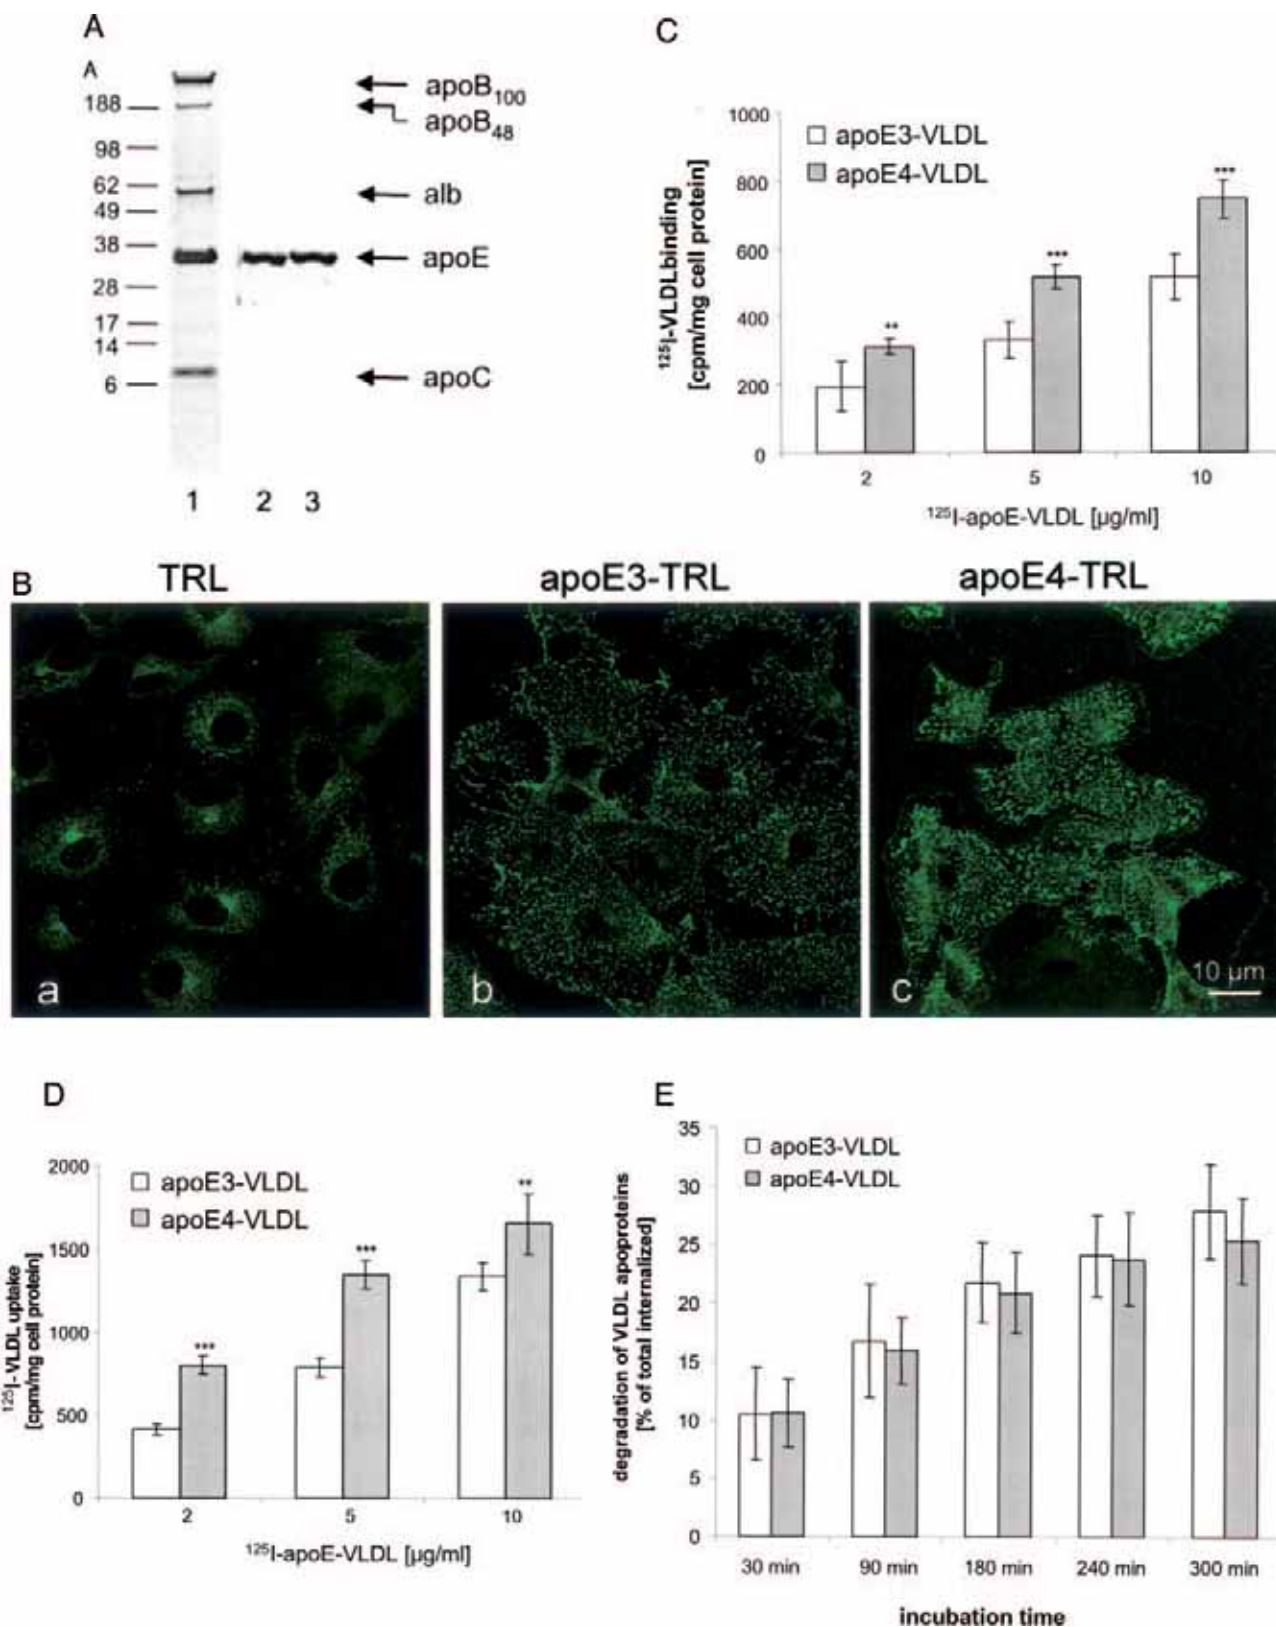 A
A
188
98
62
49
38
28
17
14
6
apoB100
apoB48
alb
apoE
apoC
1 2 3
C
1000
800
600
400
200
0
apoE3-VLDL
apoE4-VLDL
125I-VLDLbinding
[cpm/mg cell protein]
**
***
***
2 5 10
125I-apoE-VLDL [µg/ml]
B
TRL apoE3-TRL apoE4-TRL
a b c
10 µm
D
2000
1500
1000
500
0
apoE3-VLDL
apoE4-VLDL
125I-VLDL uptake
[cpm/mg cell protein]
***
***
**
2 5 10
125I-apoE-VLDL [µg/ml]
E
35
30
25
20
15
10
5
0
apoE3-VLDL
apoE4-VLDL
degradation of VLDL apoproteins
[% of total internalized]
30 min 90 min 180 min 240 min 300 min
incubation time